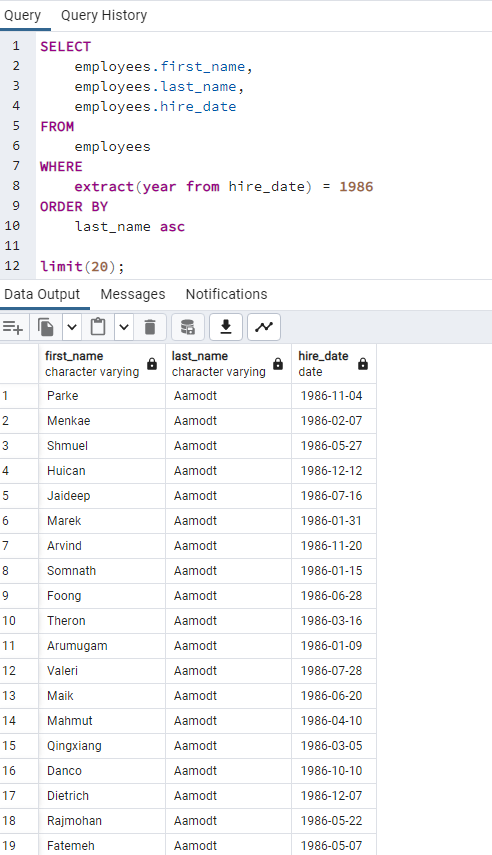 Query Query History
1 SELECT
2 employees.first_name,
3 employees.last_name,
4 employees.hire_date
5 FROM
6 employees
7 WHERE
8 extract(year from hire_date) = 1986
9 ORDER BY
10 last_name asc
11
12 limit(20);
Data Output Messages Notifications
first_name last_name hire_date
character varying character varying date
1 Parke Aamodt 1986-11-04
2 Menkae Aamodt 1986-02-07
3 Shmuel Aamodt 1986-05-27
4 Huican Aamodt 1986-12-12
5 Jaideep Aamodt 1986-07-16
6 Marek Aamodt 1986-01-31
7 Arvind Aamodt 1986-11-20
8 Somnath Aamodt 1986-01-15
9 Foong Aamodt 1986-06-28
10 Theron Aamodt 1986-03-16
11 Arumugam Aamodt 1986-01-09
12 Valeri Aamodt 1986-07-28
13 Maik Aamodt 1986-06-20
14 Mahmut Aamodt 1986-04-10
15 Qingxiang Aamodt 1986-03-05
16 Danco Aamodt 1986-10-10
17 Dietrich Aamodt 1986-12-07
18 Rajmohan Aamodt 1986-05-22
19 Fatemeh Aamodt 1986-05-07